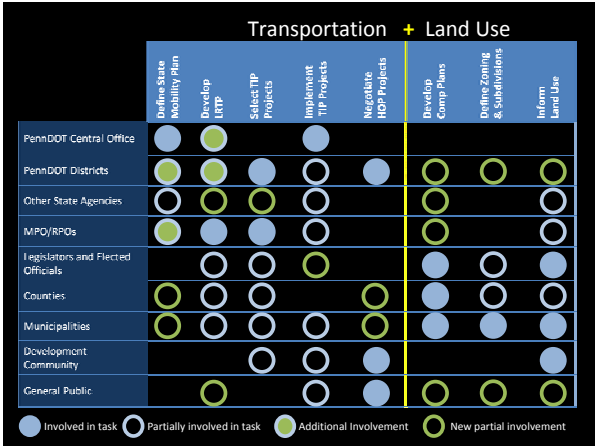 Transportation + Land Use
Define State
Mobility Plan
Develop
LRTP
Select TIP
Projects
Implement
TIP Projects
Negotiate
HOP Projects
Develop
Comp Plans
Define Zoning
& Subdivisions
Inform
Land Use
PennDOT Central Office
PennDOT Districts
Other State Agencies
MPO/RPOs
Legislators and Elected
Officials
Counties
Municipalities
Development
Community
General Public
Involved in task Partially involved in task Additional Involvement New partial involvement